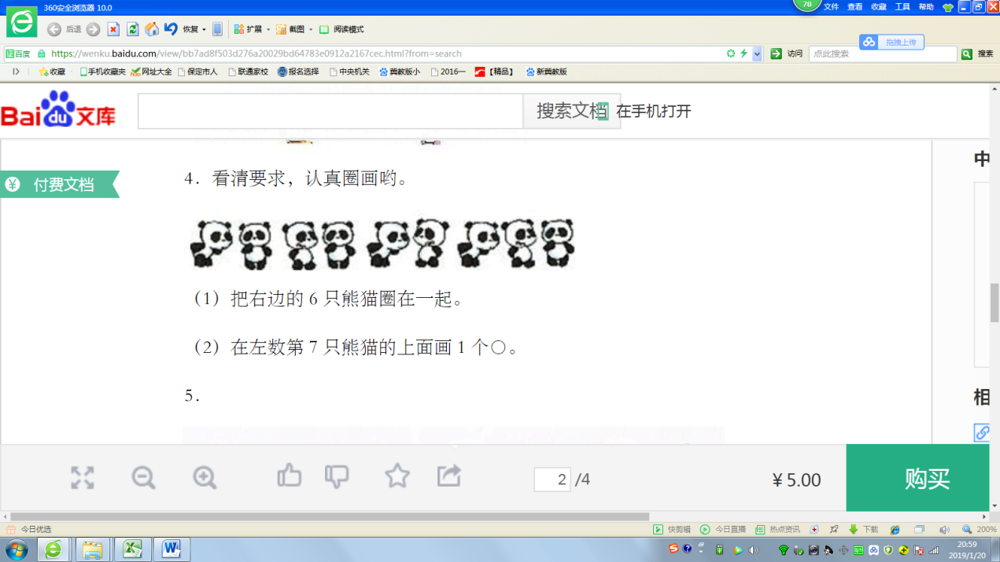 360安全浏览器 10.0
70
文件 查看 收藏 工具 帮助
后退 恢复 扩展 截图 阅读模式
百度 https://wenku.baidu.com/view/bb7ad8f503d276a20029bd64783e0912a2167cec.html?from=search
拖拽上传
访问 点此搜索 搜索
收藏 手机收藏夹 网址大全 保定市人 联通家校 报名选择 中央机关 冀教版小 2016一 【精品】 新冀教版
Bai du 文库
搜索文档 在手机打开
中
付费文档
4. 看清要求，认真圈画哟。
（1）把右边的 6 只熊猫圈在一起。
（2）在左数第 7 只熊猫的上面画 1 个○。
5.
相
2 /4
¥ 5.00
购买
今日优选
快剪辑 今日直播 热点资讯 下载 200%
20:59
2019/1/20